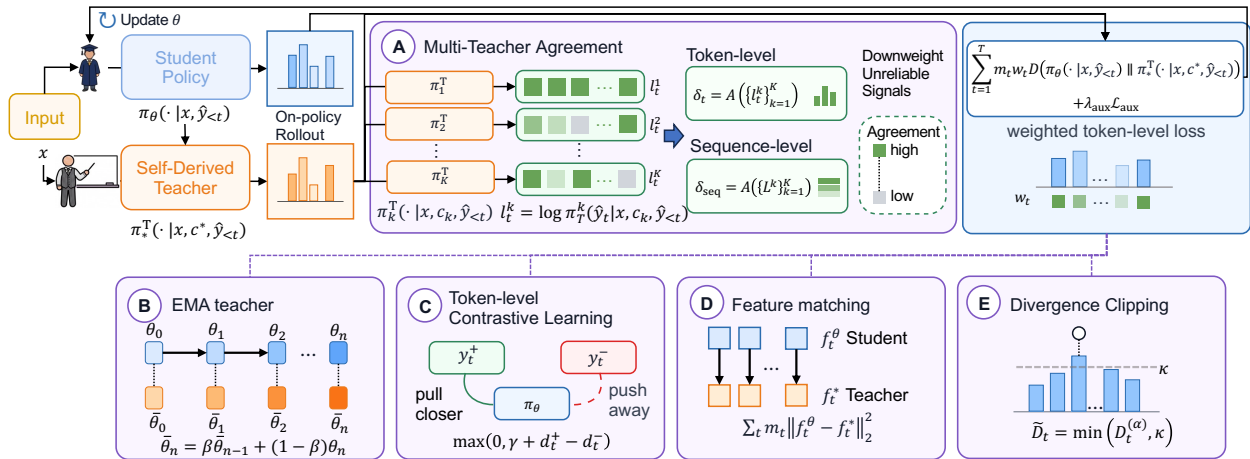 Update θ
Student
Policy
Input
π_θ(· |x, ŷ_{<t})
On-policy
Rollout
x
Self-Derived
Teacher
π_*^T(· |x, c*, ŷ_{<t})
A
Multi-Teacher Agreement
π_1^T
... l_t^1
π_2^T
... l_t^2
⋮
⋮
π_K^T
... l_t^K
π_k^T(· |x, c_k, ŷ_{<t})
l_t^k = log π_T^k(ŷ_t|x, c_k, ŷ_{<t})
Token-level
δ_t = A({l_t^k}_{k=1}^K)
Sequence-level
δ_seq = A({L^k}_{k=1}^K)
Downweight
Unreliable
Signals
Agreement
high
low
∑_{t=1}^T m_t w_t D(π_θ(· |x, ŷ_{<t}) ∥ π_*^T(· |x, c*, ŷ_{<t}))
+λ_aux ℒ_aux
weighted token-level loss
...
w_t ...
B
EMA teacher
θ_0 θ_1 θ_2 ... θ_n
θ̄_0 θ̄_1 θ̄_2 ... θ̄_n
θ̄_n = βθ̄_{n−1} + (1 − β)θ_n
C
Token-level
Contrastive Learning
y_t^+ y_t^−
pull
closer
π_θ
push
away
max(0, γ + d_t^+ − d_t^−)
D
Feature matching
f_t^θ Student
...
f_t^* Teacher
∑_t m_t‖f_t^θ − f_t^*‖_2^2
E
Divergence Clipping
κ
...
D̃_t = min(D_t^{(α)}, κ)